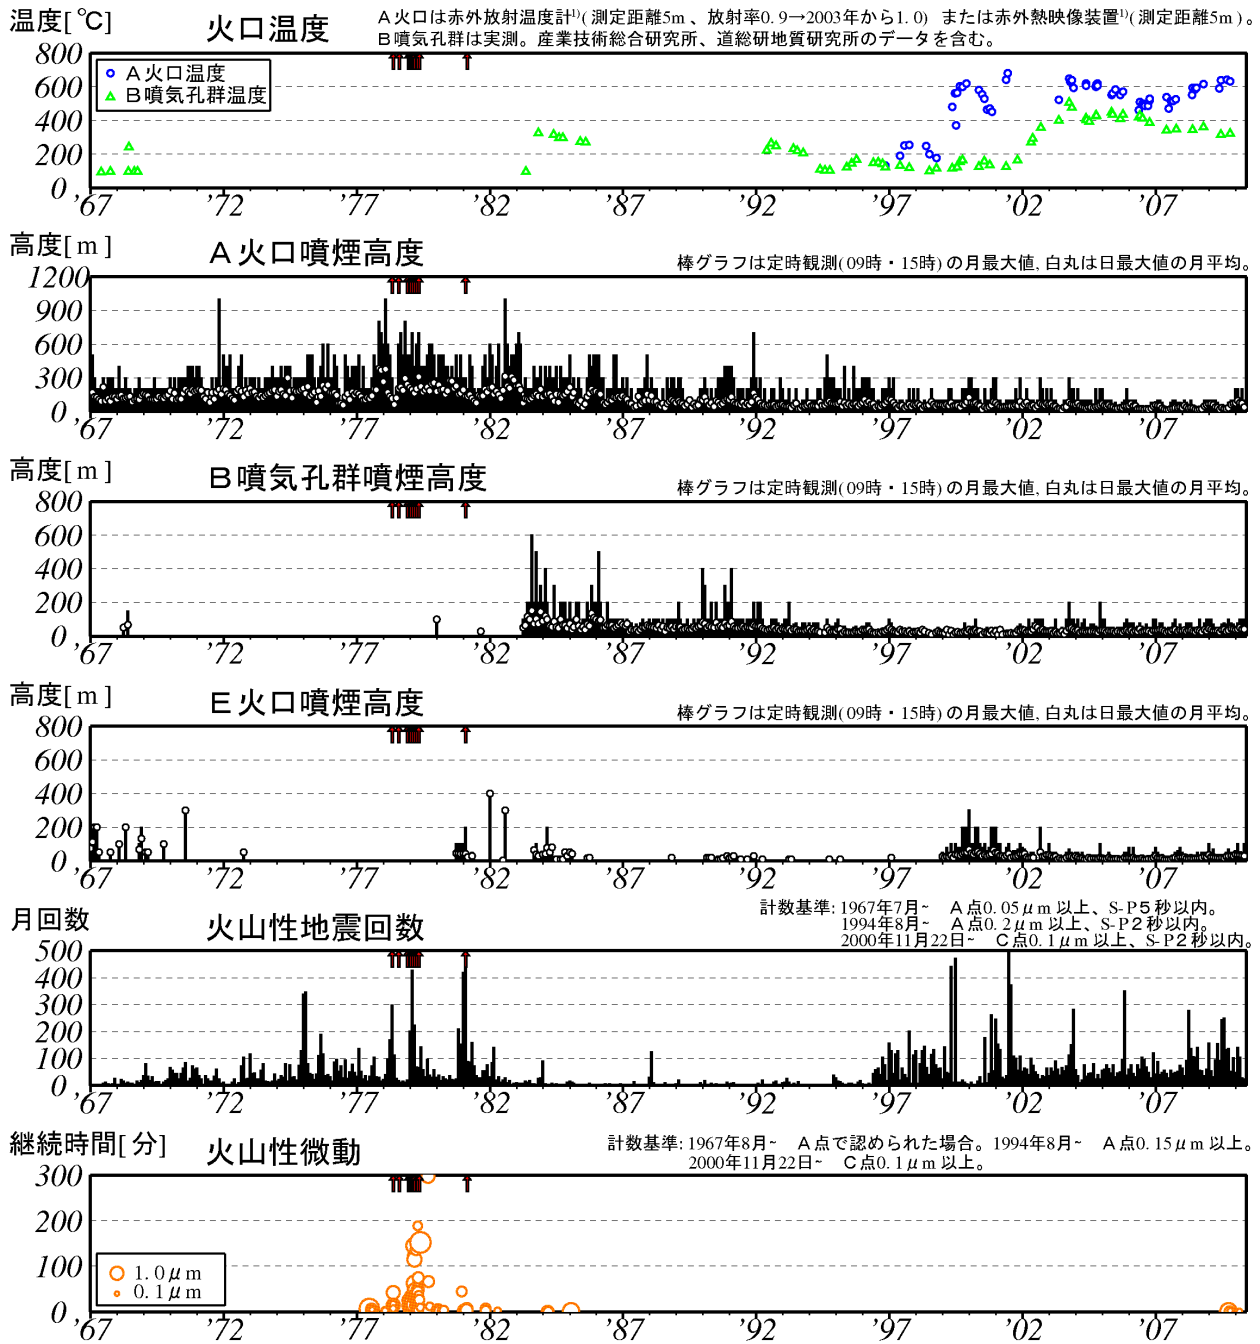 温度[℃]
火口温度
A火口は赤外放射温度計¹⁾(測定距離5m、放射率0.9→2003年から1.0) または赤外熱映像装置¹⁾(測定距離5m)。
B噴気孔群は実測。産業技術総合研究所、道総研地質研究所のデータを含む。
800
600
400
200
0
A火口温度
B噴気孔群温度
'67 '72 '77 '82 '87 '92 '97 '02 '07
高度[m]
A火口噴煙高度
棒グラフは定時観測(09時・15時)の月最大値,白丸は日最大値の月平均。
1200
900
600
300
0
'67 '72 '77 '82 '87 '92 '97 '02 '07
高度[m]
B噴気孔群噴煙高度
棒グラフは定時観測(09時・15時)の月最大値,白丸は日最大値の月平均。
800
600
400
200
0
'67 '72 '77 '82 '87 '92 '97 '02 '07
高度[m]
E火口噴煙高度
棒グラフは定時観測(09時・15時)の月最大値,白丸は日最大値の月平均。
800
600
400
200
0
'67 '72 '77 '82 '87 '92 '97 '02 '07
月回数
火山性地震回数
計数基準:1967年7月~ A点0.05μm以上、S-P5秒以内。
1994年8月~ A点0.2μm以上、S-P2秒以内。
2000年11月22日~ C点0.1μm以上、S-P2秒以内。
500
400
300
200
100
0
'67 '72 '77 '82 '87 '92 '97 '02 '07
継続時間[分]
火山性微動
計数基準:1967年8月~ A点で認められた場合。1994年8月~ A点0.15μm以上。
2000年11月22日~ C点0.1μm以上。
300
200
100
0
1.0μm
0.1μm
'67 '72 '77 '82 '87 '92 '97 '02 '07